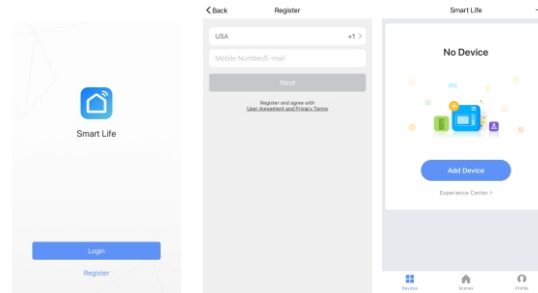 Smart Life
Login
Register
Back
Register
USA
+1
Mobile Number/E-mail
Next
Register and agree with
User Agreement and Privacy Terms
Smart Life
No Device
Add Device
Experience Center
Devices
Scenes
Profile